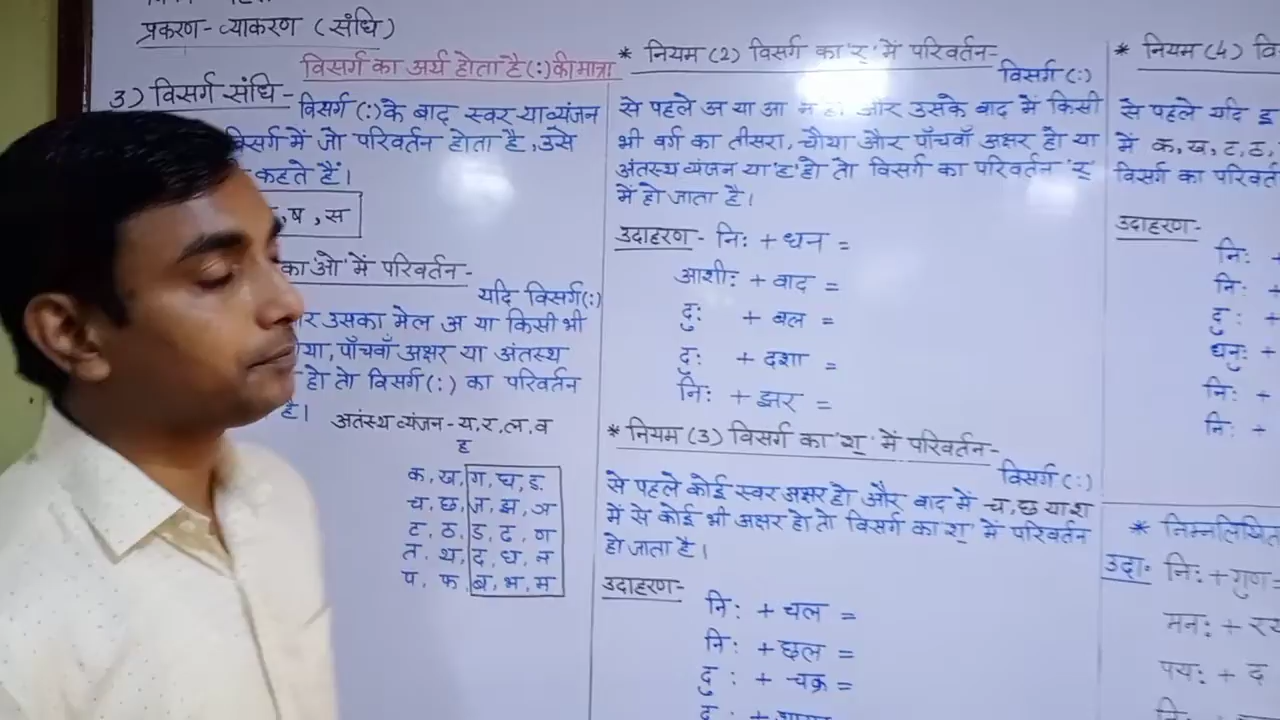 प्रकरण-व्याकरण (संधि)
विसर्ग का अर्थ होता है(ः)की मात्रा
3) विसर्ग संधि-
विसर्ग (ः)के बाद स्वर या व्यंजन
विसर्ग में जो परिवर्तन होता है,उसे
कहते हैं।
,ष,स
का 'ओ' में परिवर्तन-
यदि विसर्ग(ः)
उसका मेल अ या किसी भी
पाँचवाँ अक्षर या अंतस्थ
हो तो विसर्ग(ः) का परिवर्तन
है।
अतंस्थ व्यंजन-य,र,ल,व
ह
क,ख,ग,घ,ङ
च,छ,ज,झ,ञ
ट,ठ,ड,ढ,ण
त,थ,द,ध,न
प,फ,ब,भ,म
* नियम (2) विसर्ग का 'र्' में परिवर्तन-
विसर्ग (ः)
से पहले अ या आ न हो और उसके बाद में किसी
भी वर्ग का तीसरा, चौथा और पाँचवाँ अक्षर हो या
अंतस्थ व्यंजन या 'ह' हो तो विसर्ग का परिवर्तन 'र्'
में हो जाता है।
उदाहरण- निः + धन =
आशीः + वाद =
दुः + बल =
दुः + दशा =
निः + झर =
* नियम (3) विसर्ग का 'श्' में परिवर्तन-
विसर्ग (ः)
से पहले कोई स्वर अक्षर हो और बाद में च,छ या श
में से कोई भी अक्षर हो तो विसर्ग का 'श्' में परिवर्तन
हो जाता है।
उदाहरण-
निः + चल =
निः + छल =
दुः + चक्र =
* नियम (4)
से पहले यदि इ
में क,ख,ट,ठ,
विसर्ग का
उदाहरण-
निः +
निः +
दुः +
धनुः +
निः +
निः +
* निम्नलिखित
उदाः निः + गुण=
मनः +
पयः + द